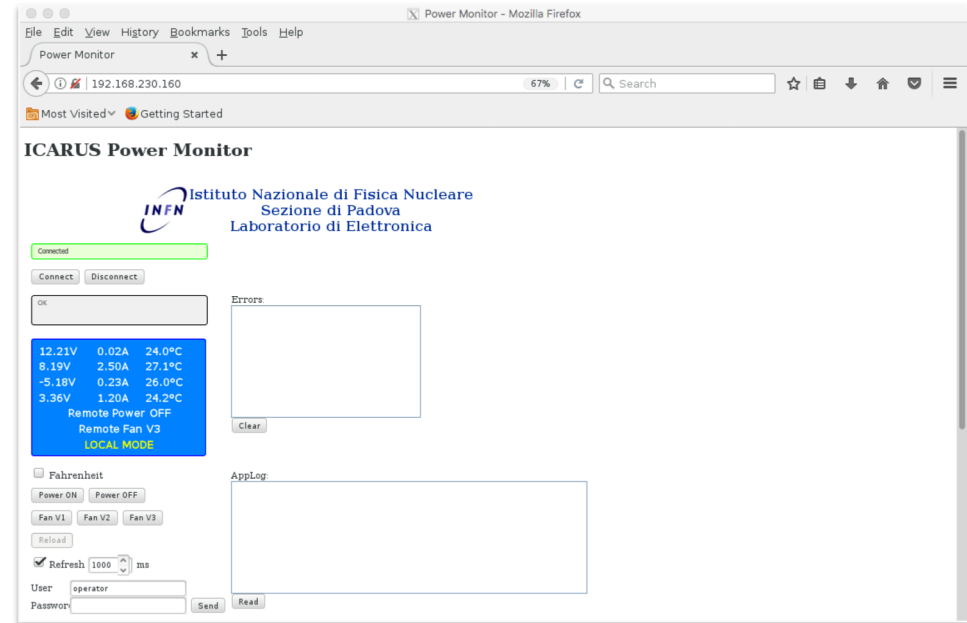 Power Monitor - Mozilla Firefox
File Edit View History Bookmarks Tools Help
Power Monitor × +
192.168.230.160 67% Search
Most Visited Getting Started
ICARUS Power Monitor
INFN
Istituto Nazionale di Fisica Nucleare
Sezione di Padova
Laboratorio di Elettronica
Connected
Connect Disconnect
OK
Errors:
12.21V 0.02A 24.0°C
8.19V 2.50A 27.1°C
-5.18V 0.23A 26.0°C
3.36V 1.20A 24.2°C
Remote Power OFF
Remote Fan V3
LOCAL MODE
Clear
Fahrenheit
AppLog:
Power ON Power OFF
Fan V1 Fan V2 Fan V3
Reload
Refresh 1000 ms
User operator
Passwor Send
Read